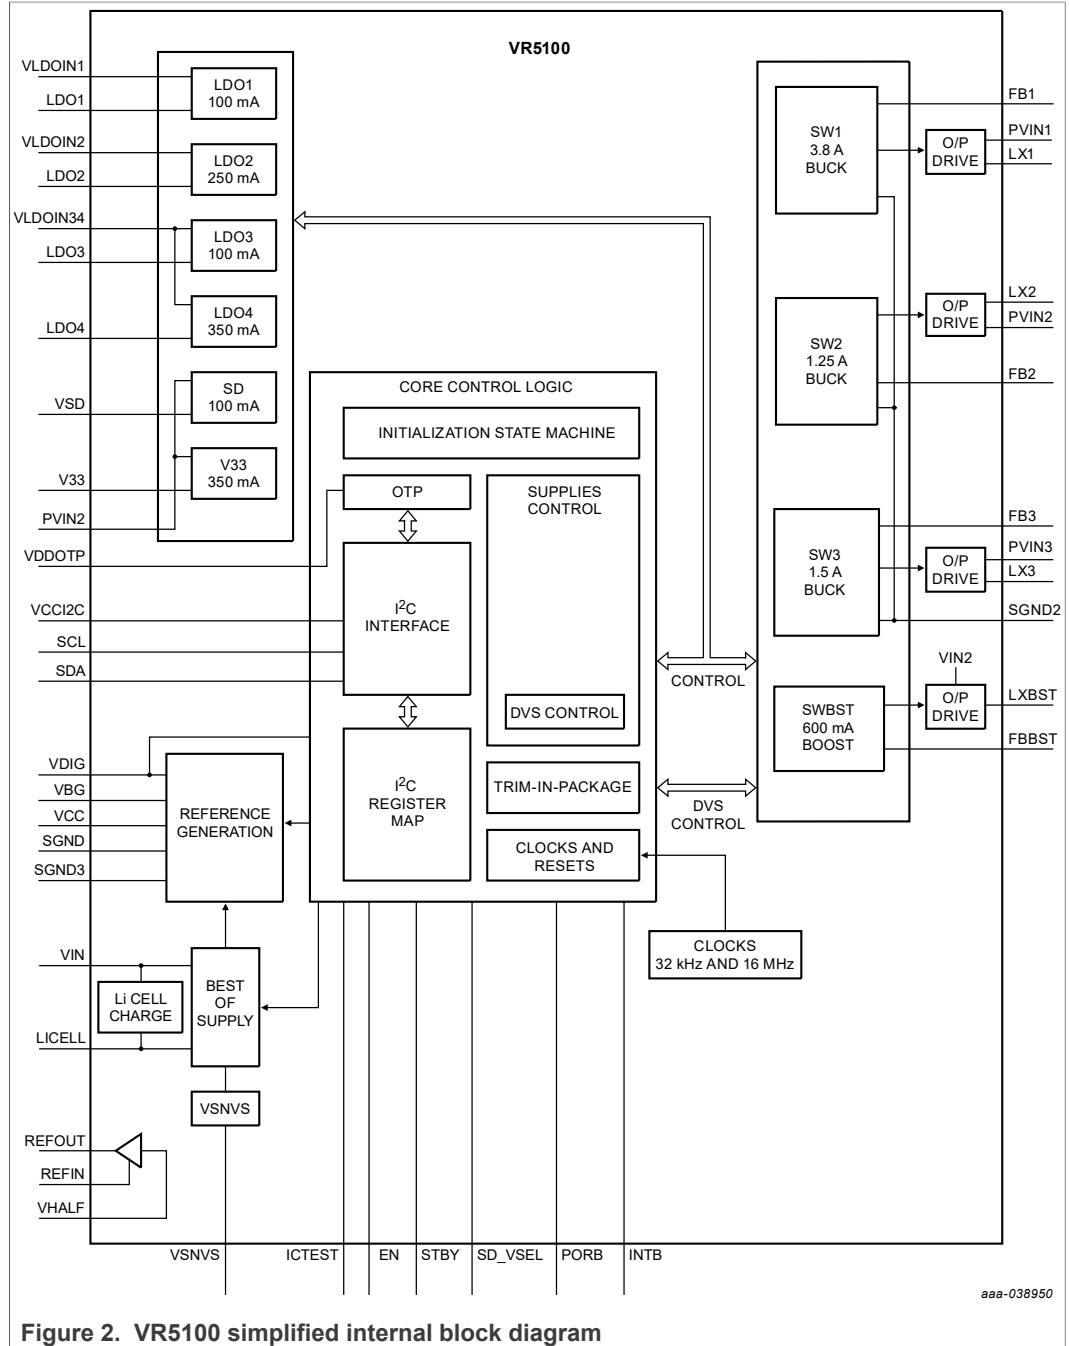 VR5100
VLDOIN1
LDO1
VLDOIN2
LDO2
VLDOIN34
LDO3
LDO4
VSD
V33
PVIN2
VDDOTP
VCCI2C
SCL
SDA
VDIG
VBG
VCC
SGND
SGND3
VIN
LICELL
REFOUT
REFIN
VHALF
LDO1
100 mA
LDO2
250 mA
LDO3
100 mA
LDO4
350 mA
SD
100 mA
V33
350 mA
CORE CONTROL LOGIC
INITIALIZATION STATE MACHINE
OTP
I2C
INTERFACE
I2C
REGISTER
MAP
SUPPLIES
CONTROL
DVS CONTROL
TRIM-IN-PACKAGE
CLOCKS AND
RESETS
REFERENCE
GENERATION
BEST
OF
SUPPLY
Li CELL
CHARGE
VSNVS
CLOCKS
32 kHz AND 16 MHz
CONTROL
DVS
CONTROL
SW1
3.8 A
BUCK
O/P
DRIVE
SW2
1.25 A
BUCK
O/P
DRIVE
SW3
1.5 A
BUCK
O/P
DRIVE
SWBST
600 mA
BOOST
VIN2
O/P
DRIVE
FB1
PVIN1
LX1
LX2
PVIN2
FB2
FB3
PVIN3
LX3
SGND2
LXBST
FBBST
VSNVS
ICTEST
EN
STBY
SD_VSEL
PORB
INTB
aaa-038950
Figure 2. VR5100 simplified internal block diagram